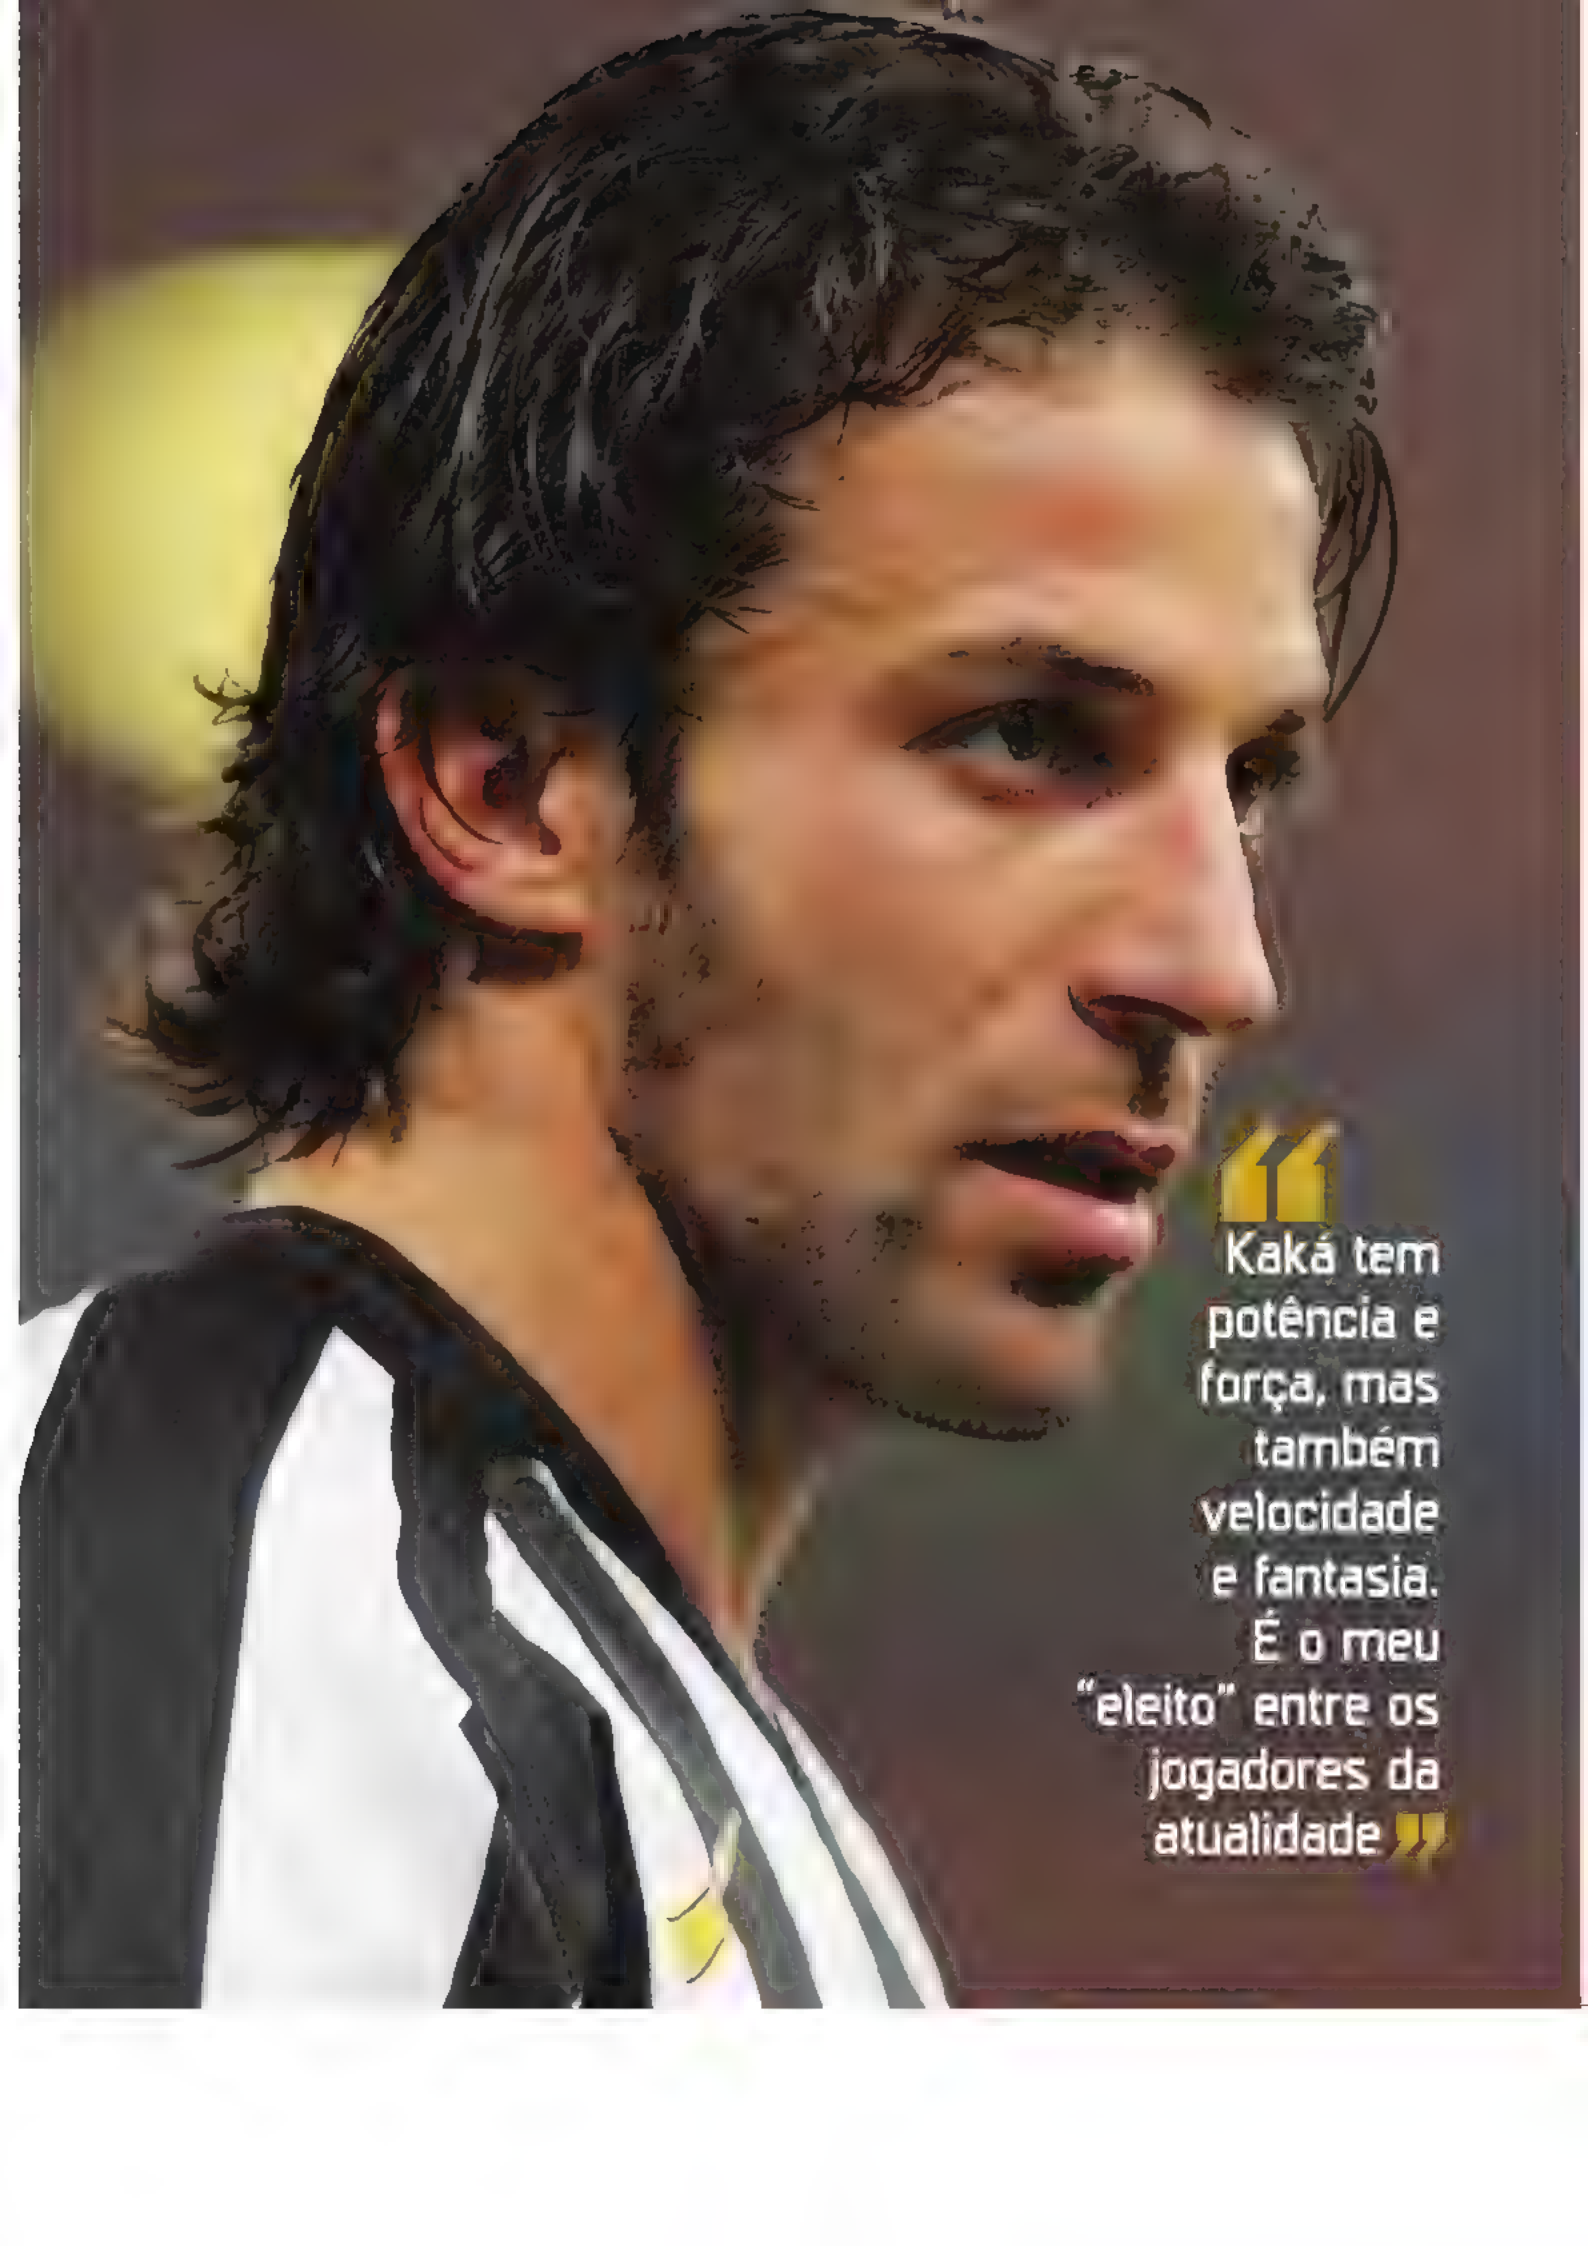 “
Kaká tem
potência e
força, mas
também
velocidade
e fantasia.
É o meu
“eleito” entre os
jogadores da
atualidade ”